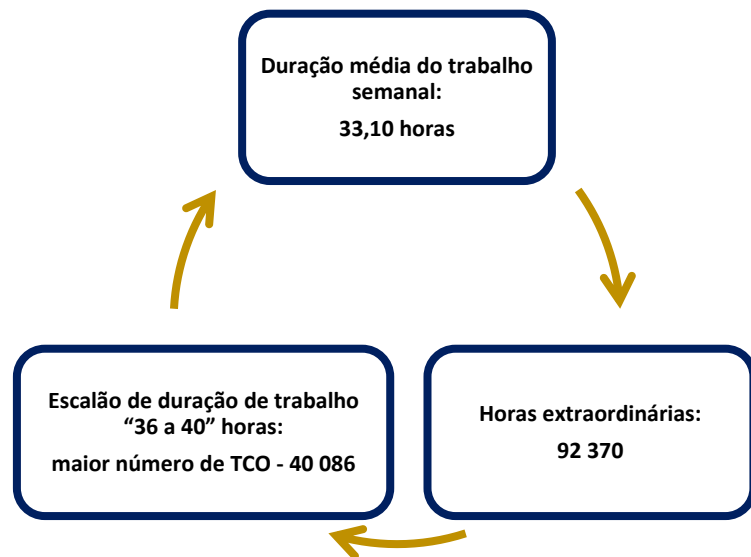 Duração média do trabalho
semanal:
33,10 horas
Escalão de duração de trabalho
“36 a 40” horas:
maior número de TCO - 40 086
Horas extraordinárias:
92 370